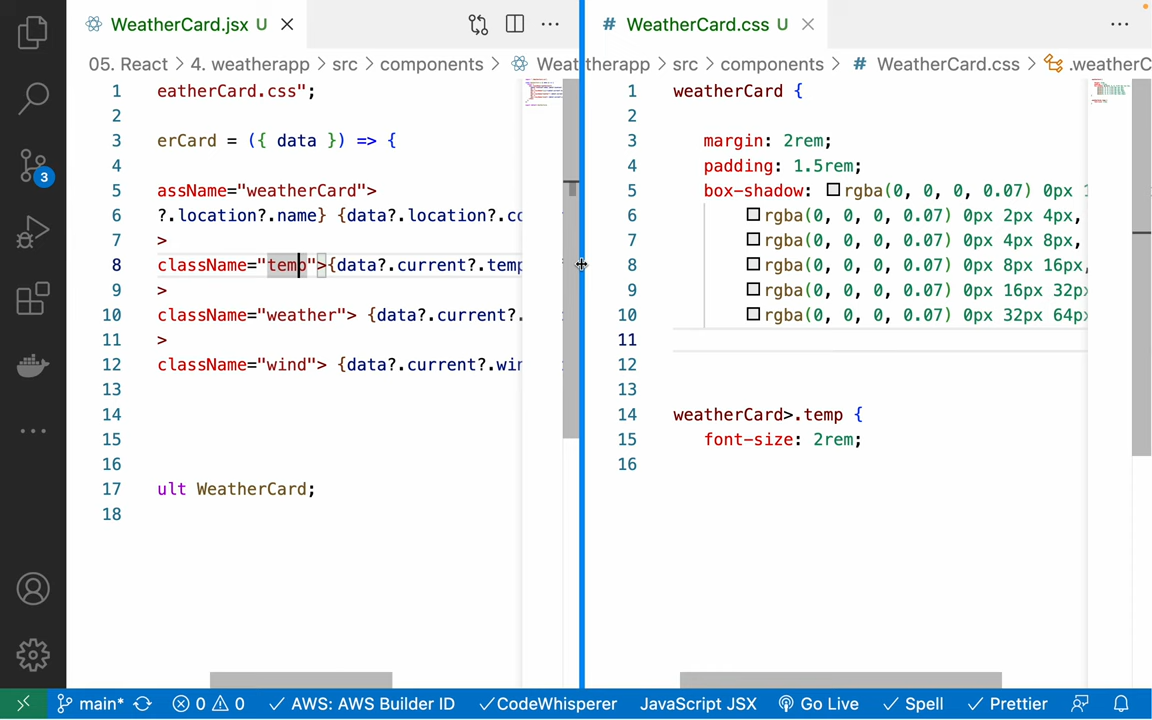 WeatherCard.jsx U
05. React > 4. weatherapp > src > components >
1 eatherCard.css";
2
3 erCard = ({ data }) => {
4
5 assName="weatherCard">
6 ?.location?.name} {data?.location?.co
7 >
8 className="temp">{data?.current?.temp
9 >
10 className="weather"> {data?.current?.
11 >
12 className="wind"> {data?.current?.win
13
14
15
16
17 ult WeatherCard;
18
# WeatherCard.css U
Weatherapp > src > components > # WeatherCard.css > .weatherC
1 weatherCard {
2
3 margin: 2rem;
4 padding: 1.5rem;
5 box-shadow: rgba(0, 0, 0, 0.07) 0px 1
6 rgba(0, 0, 0, 0.07) 0px 2px 4px,
7 rgba(0, 0, 0, 0.07) 0px 4px 8px,
8 rgba(0, 0, 0, 0.07) 0px 8px 16px,
9 rgba(0, 0, 0, 0.07) 0px 16px 32px
10 rgba(0, 0, 0, 0.07) 0px 32px 64px
11
12
13
14 weatherCard>.temp {
15 font-size: 2rem;
16
3
main* 0 0 AWS: AWS Builder ID CodeWhisperer JavaScript JSX Go Live Spell Prettier